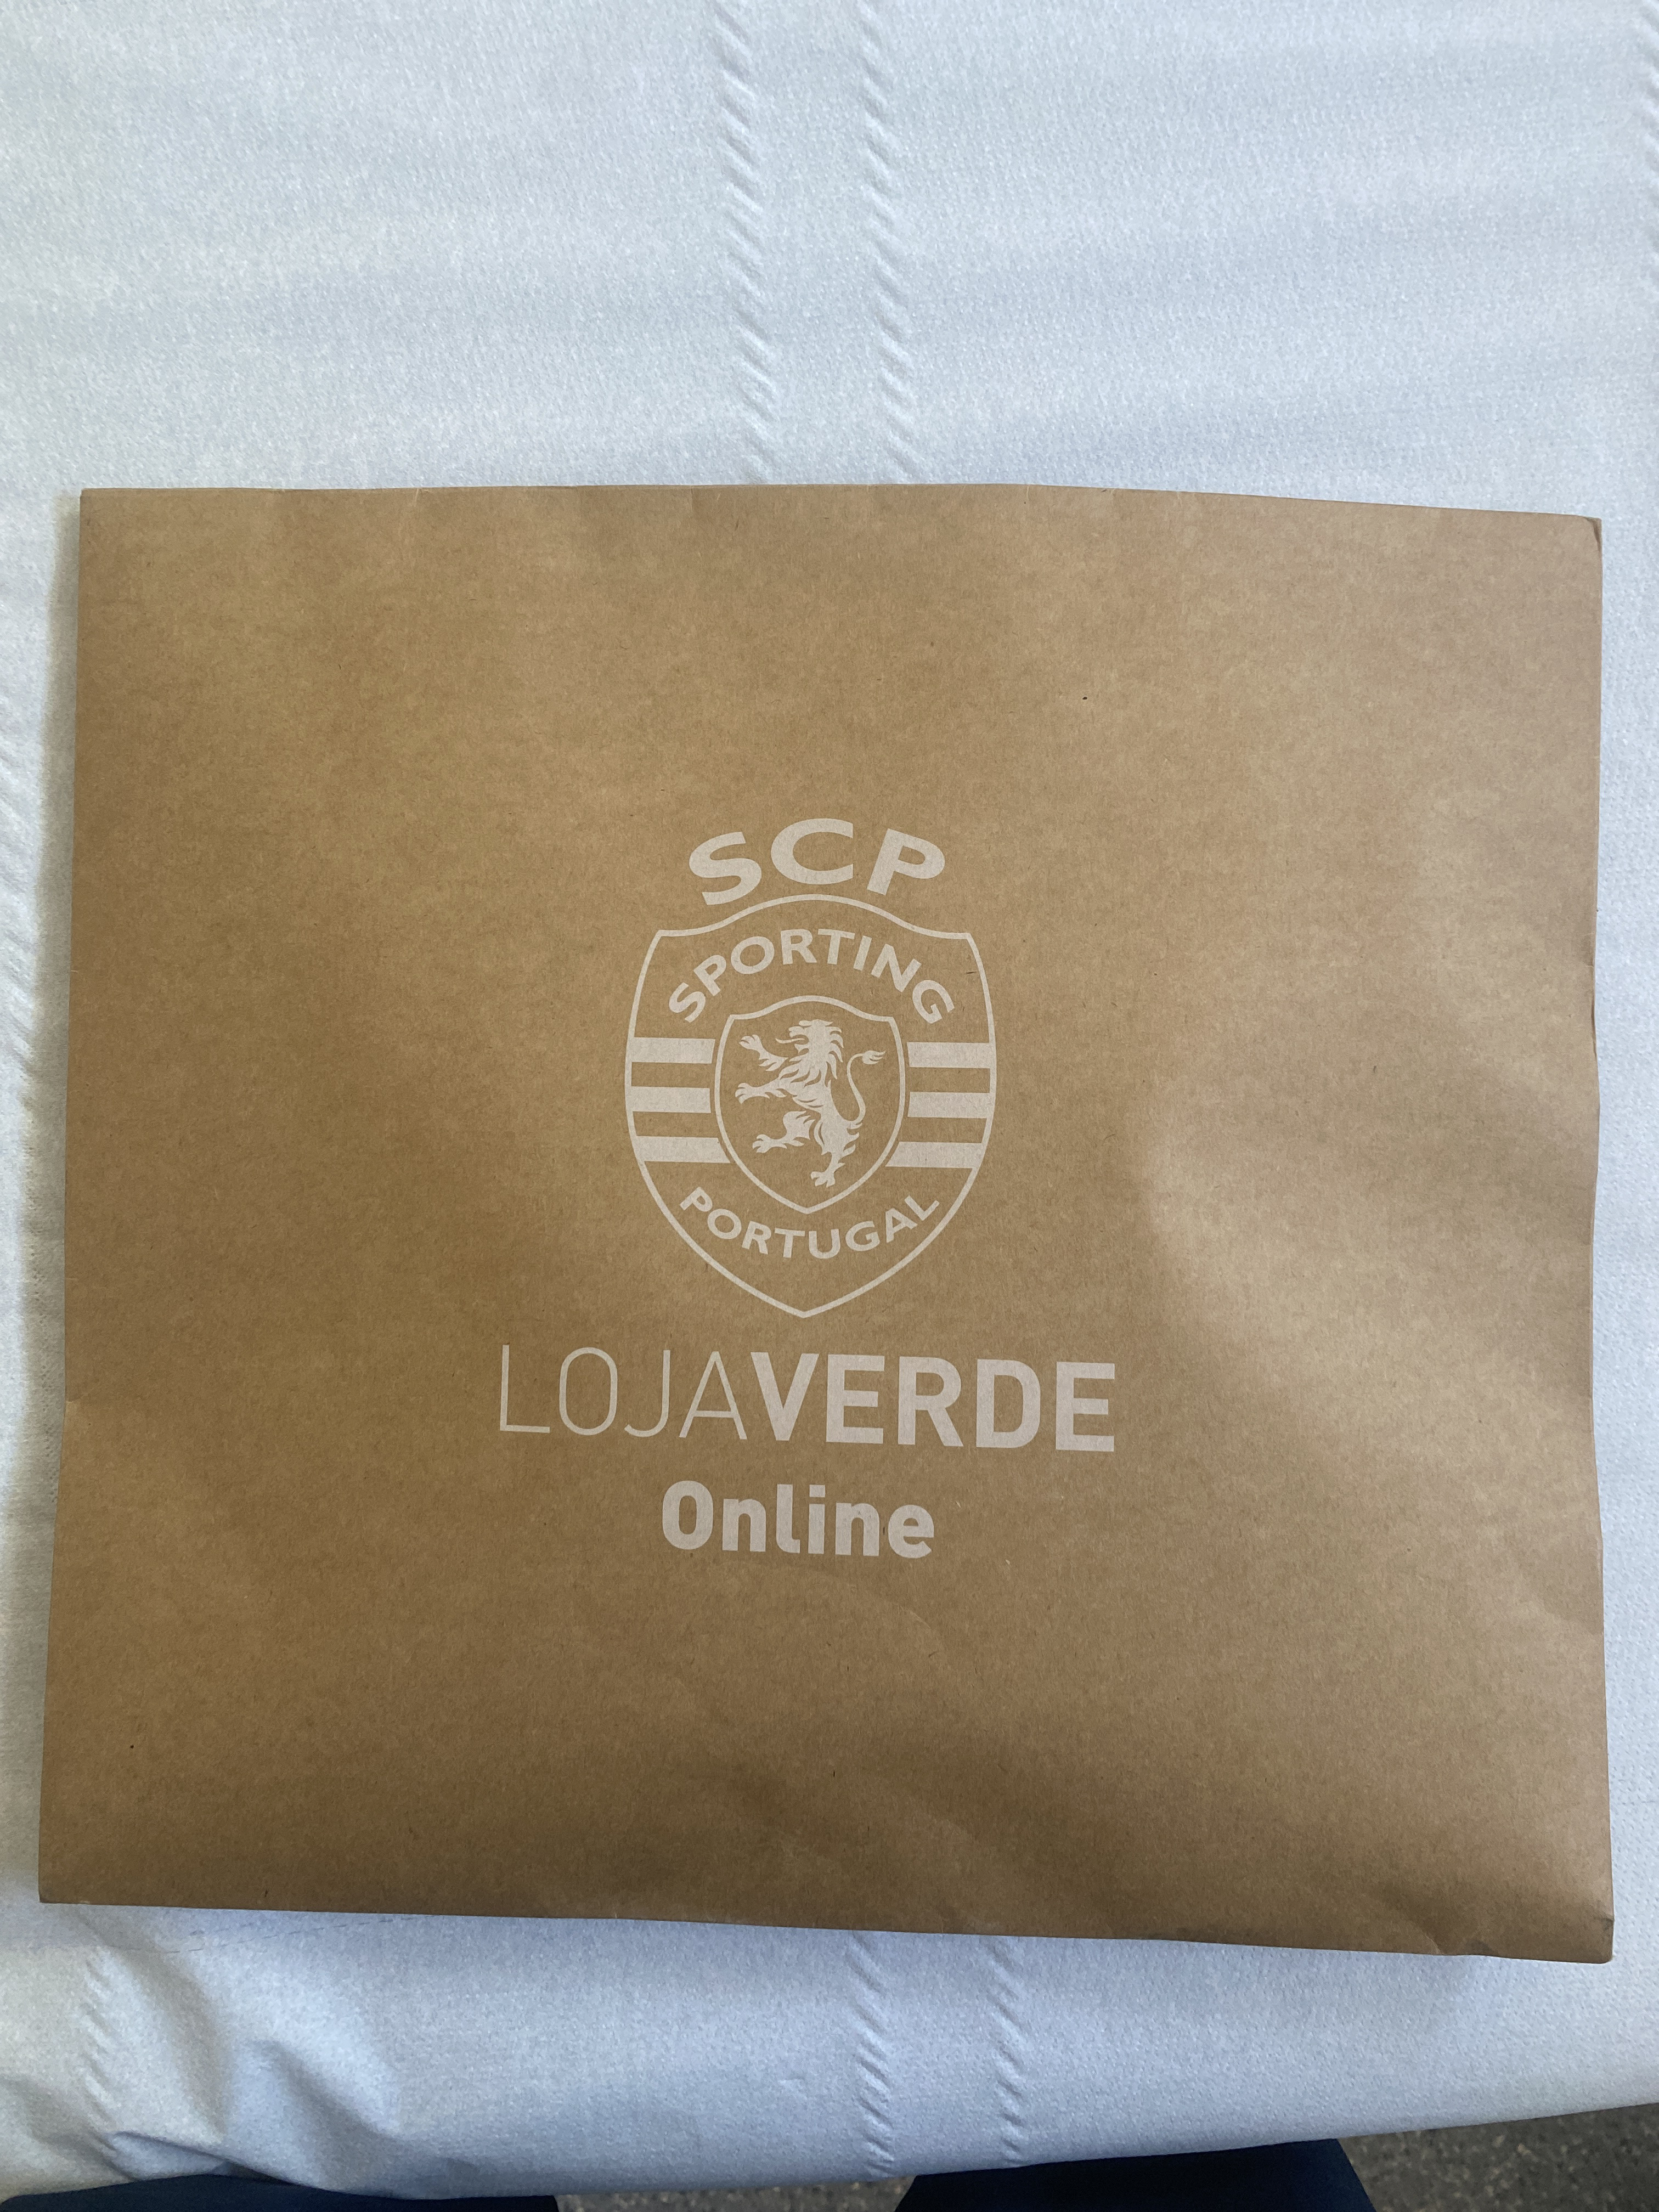 SCP
SPORTING
PORTUGAL
LOJAVERDE
Online